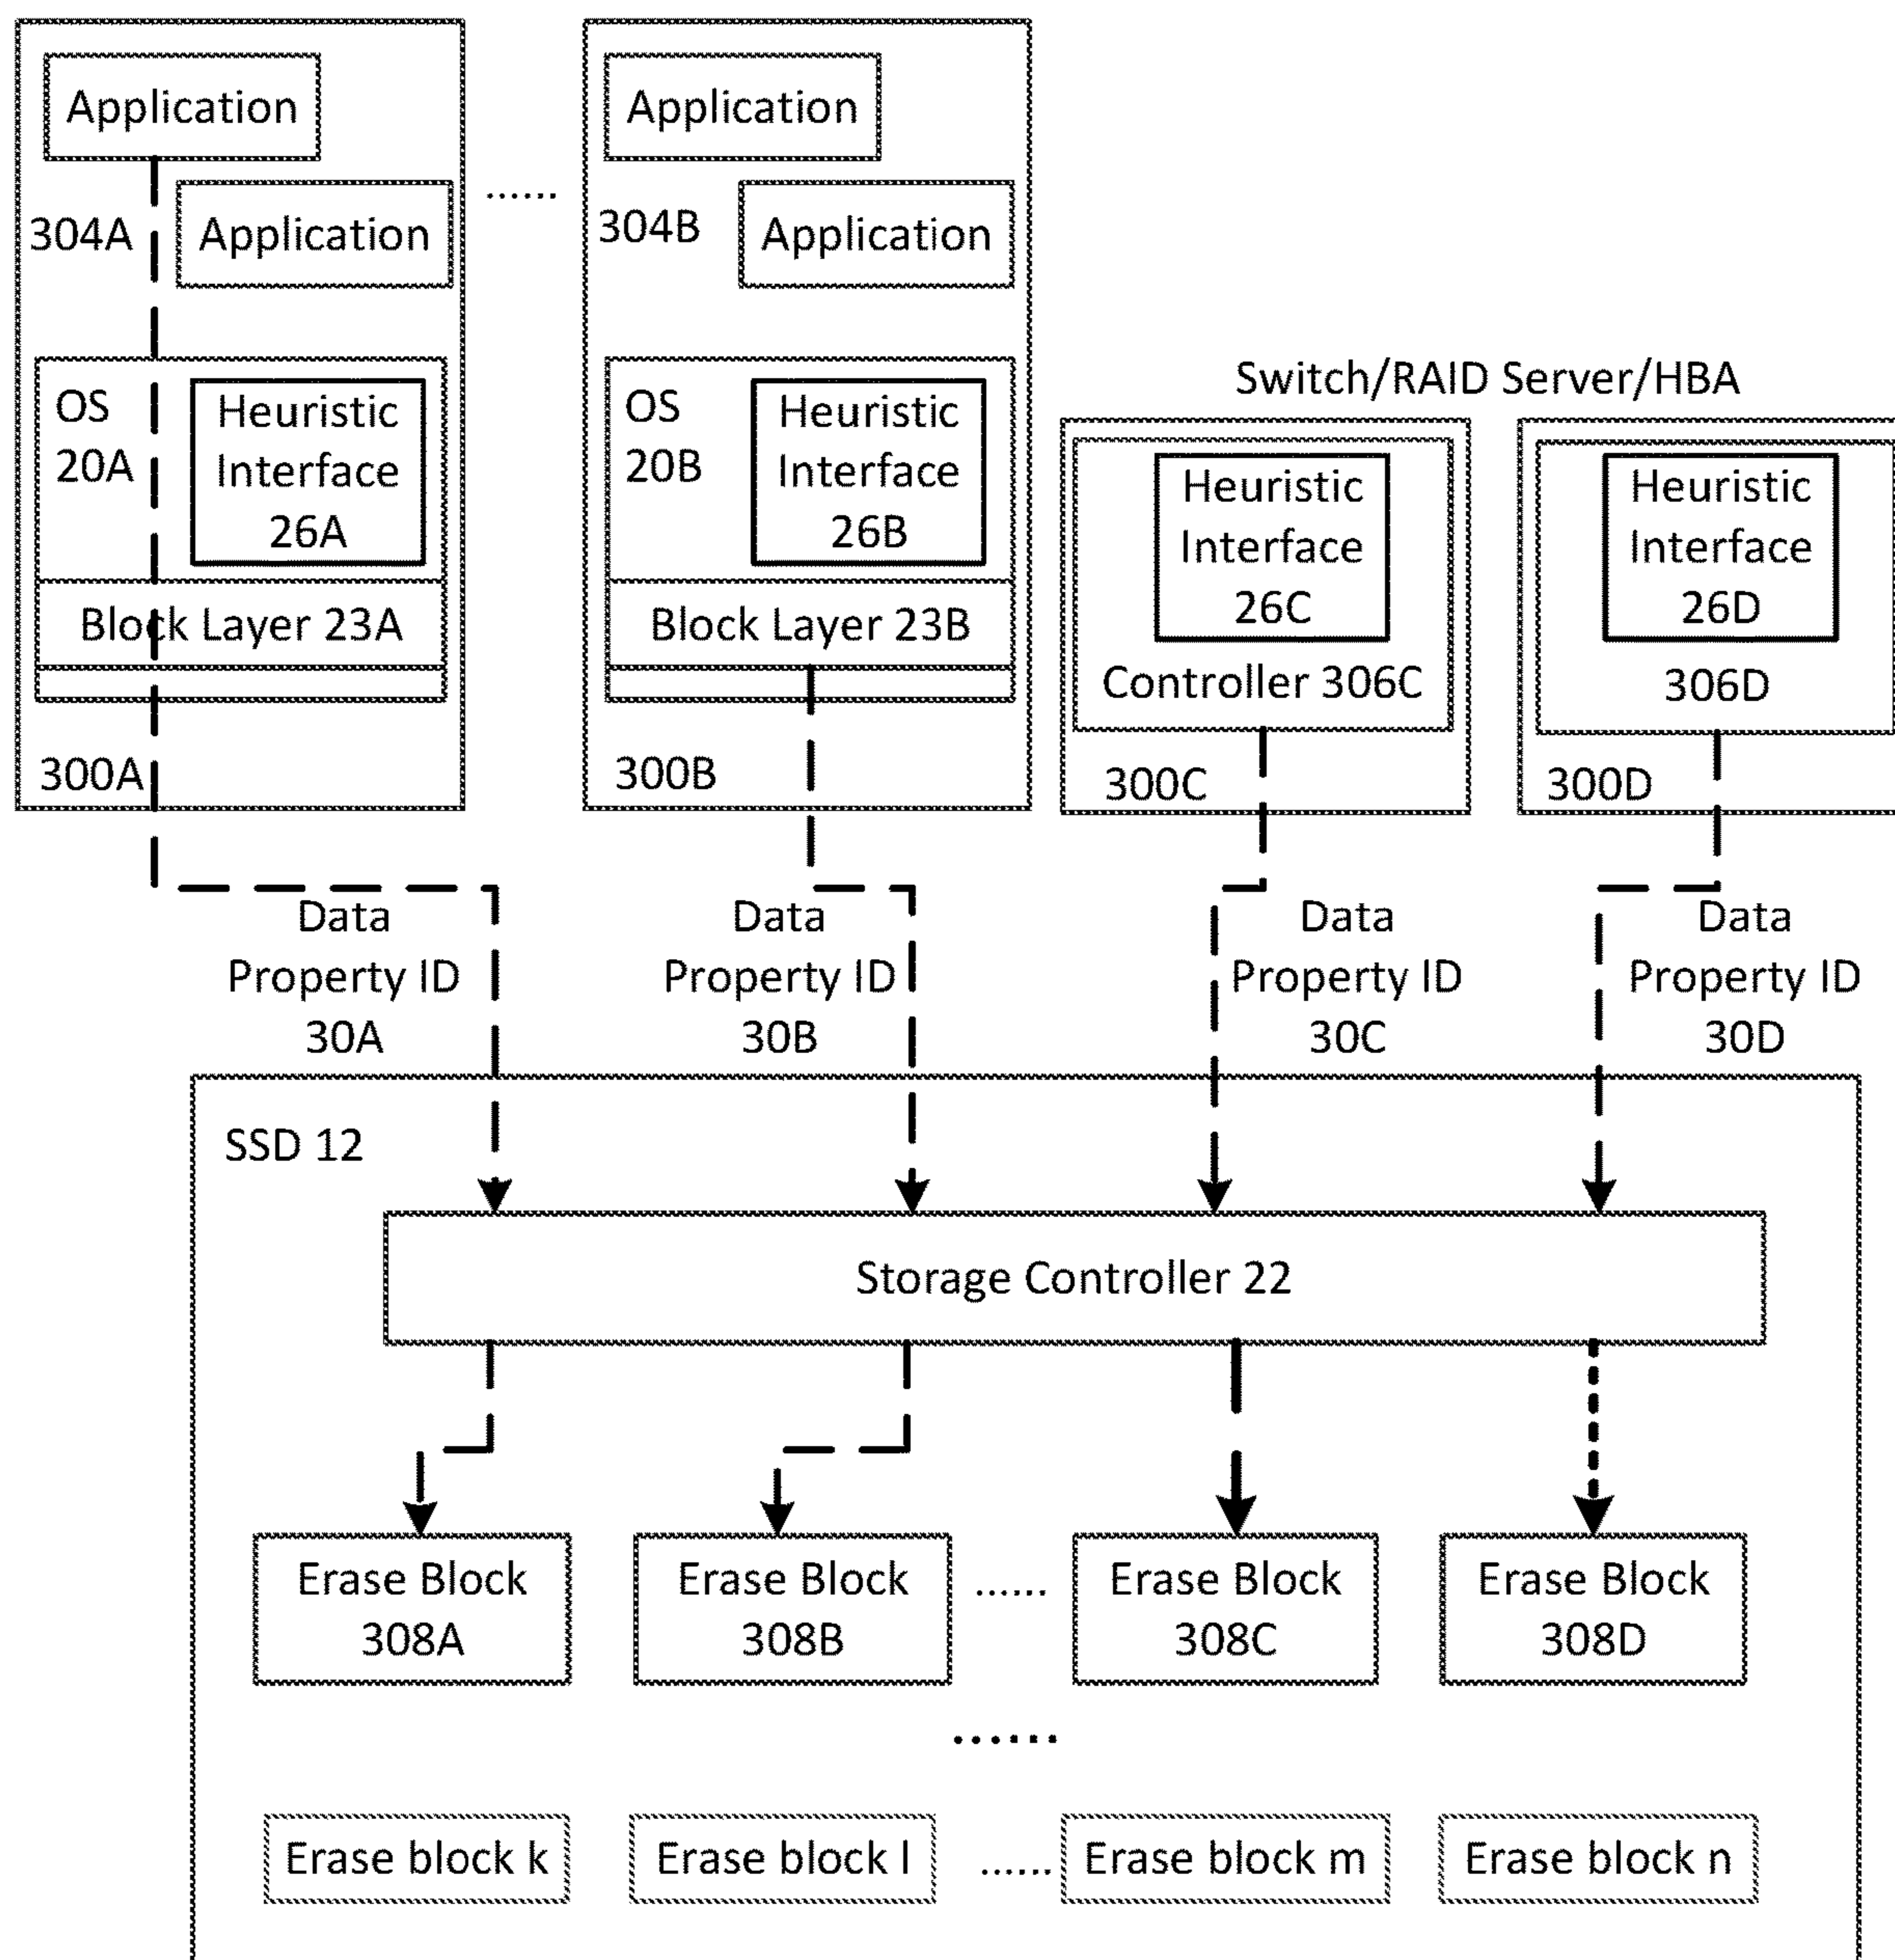 Application
Application
304A
OS
20A
Heuristic
Interface
26A
Block Layer 23A
300A
......
Application
304B
Application
OS
20B
Heuristic
Interface
26B
Block Layer 23B
300B
Switch/RAID Server/HBA
Heuristic
Interface
26C
Controller 306C
300C
Heuristic
Interface
26D
306D
300D
Data
Property ID
30A
Data
Property ID
30B
Data
Property ID
30C
Data
Property ID
30D
SSD 12
Storage Controller 22
Erase Block
308A
Erase Block
308B
......
Erase Block
308C
Erase Block
308D
......
Erase block k
Erase block l
......
Erase block m
Erase block n